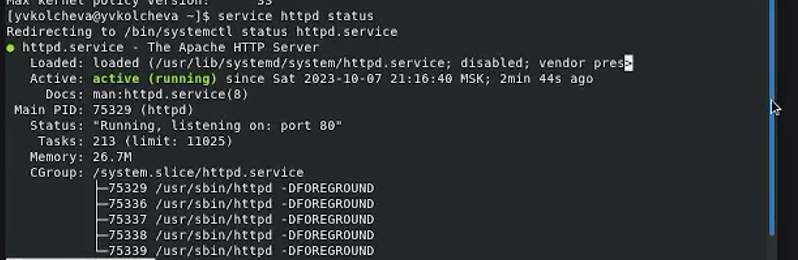 Max kernel policy version: 33
[yvkolcheva@yvkolcheva ~]$ service httpd status
Redirecting to /bin/systemctl status httpd.service
● httpd.service - The Apache HTTP Server
Loaded: loaded (/usr/lib/systemd/system/httpd.service; disabled; vendor pres>
Active: active (running) since Sat 2023-10-07 21:16:40 MSK; 2min 44s ago
Docs: man:httpd.service(8)
Main PID: 75329 (httpd)
Status: "Running, listening on: port 80"
Tasks: 213 (limit: 11025)
Memory: 26.7M
CGroup: /system.slice/httpd.service
├─75329 /usr/sbin/httpd -DFOREGROUND
├─75336 /usr/sbin/httpd -DFOREGROUND
├─75337 /usr/sbin/httpd -DFOREGROUND
├─75338 /usr/sbin/httpd -DFOREGROUND
└─75339 /usr/sbin/httpd -DFOREGROUND